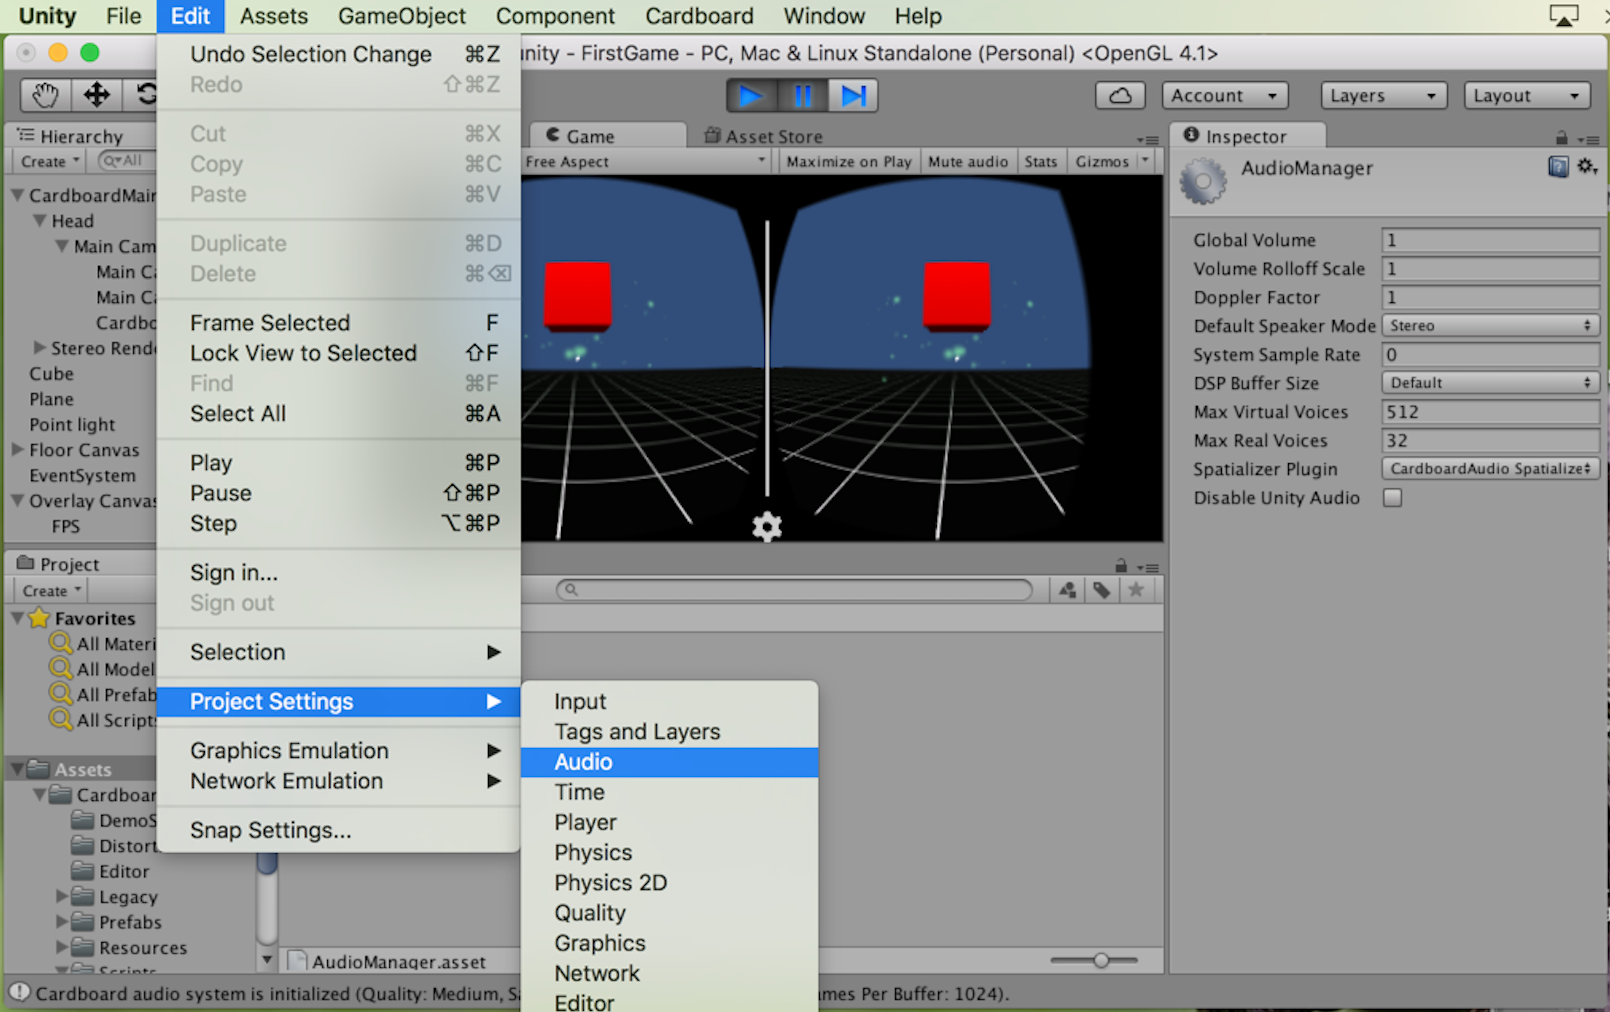 Unity File Edit Assets GameObject Component Cardboard Window Help
Undo Selection Change ⌘Z
Redo ⇧⌘Z
Cut ⌘X
Copy ⌘C
Paste ⌘V
Duplicate ⌘D
Delete ⌘⌫
Frame Selected F
Lock View to Selected ⇧F
Find ⌘F
Select All ⌘A
Play ⌘P
Pause ⇧⌘P
Step ⌥⌘P
Sign in...
Sign out
Selection
Project Settings
Graphics Emulation
Network Emulation
Snap Settings...
Input
Tags and Layers
Audio
Time
Player
Physics
Physics 2D
Quality
Graphics
Network
Editor
nity - FirstGame - PC, Mac & Linux Standalone (Personal) <OpenGL 4.1>
Account Layers Layout
Hierarchy
Create All
CardboardMain
Head
Main Cam
Main Ca
Main Ca
Cardbo
Stereo Rende
Cube
Plane
Point light
Floor Canvas
EventSystem
Overlay Canvas
FPS
Game Asset Store
Free Aspect Maximize on Play Mute audio Stats Gizmos
Inspector
AudioManager
Global Volume 1
Volume Rolloff Scale 1
Doppler Factor 1
Default Speaker Mode Stereo
System Sample Rate 0
DSP Buffer Size Default
Max Virtual Voices 512
Max Real Voices 32
Spatializer Plugin CardboardAudio Spatialize
Disable Unity Audio
Project
Create
Favorites
All Materi
All Model
All Prefab
All Scripts
Assets
Cardboar
DemoS
Distort
Editor
Legacy
Prefabs
Resources
Scripts
AudioManager.asset
Cardboard audio system is initialized (Quality: Medium, Sa
ames Per Buffer: 1024).